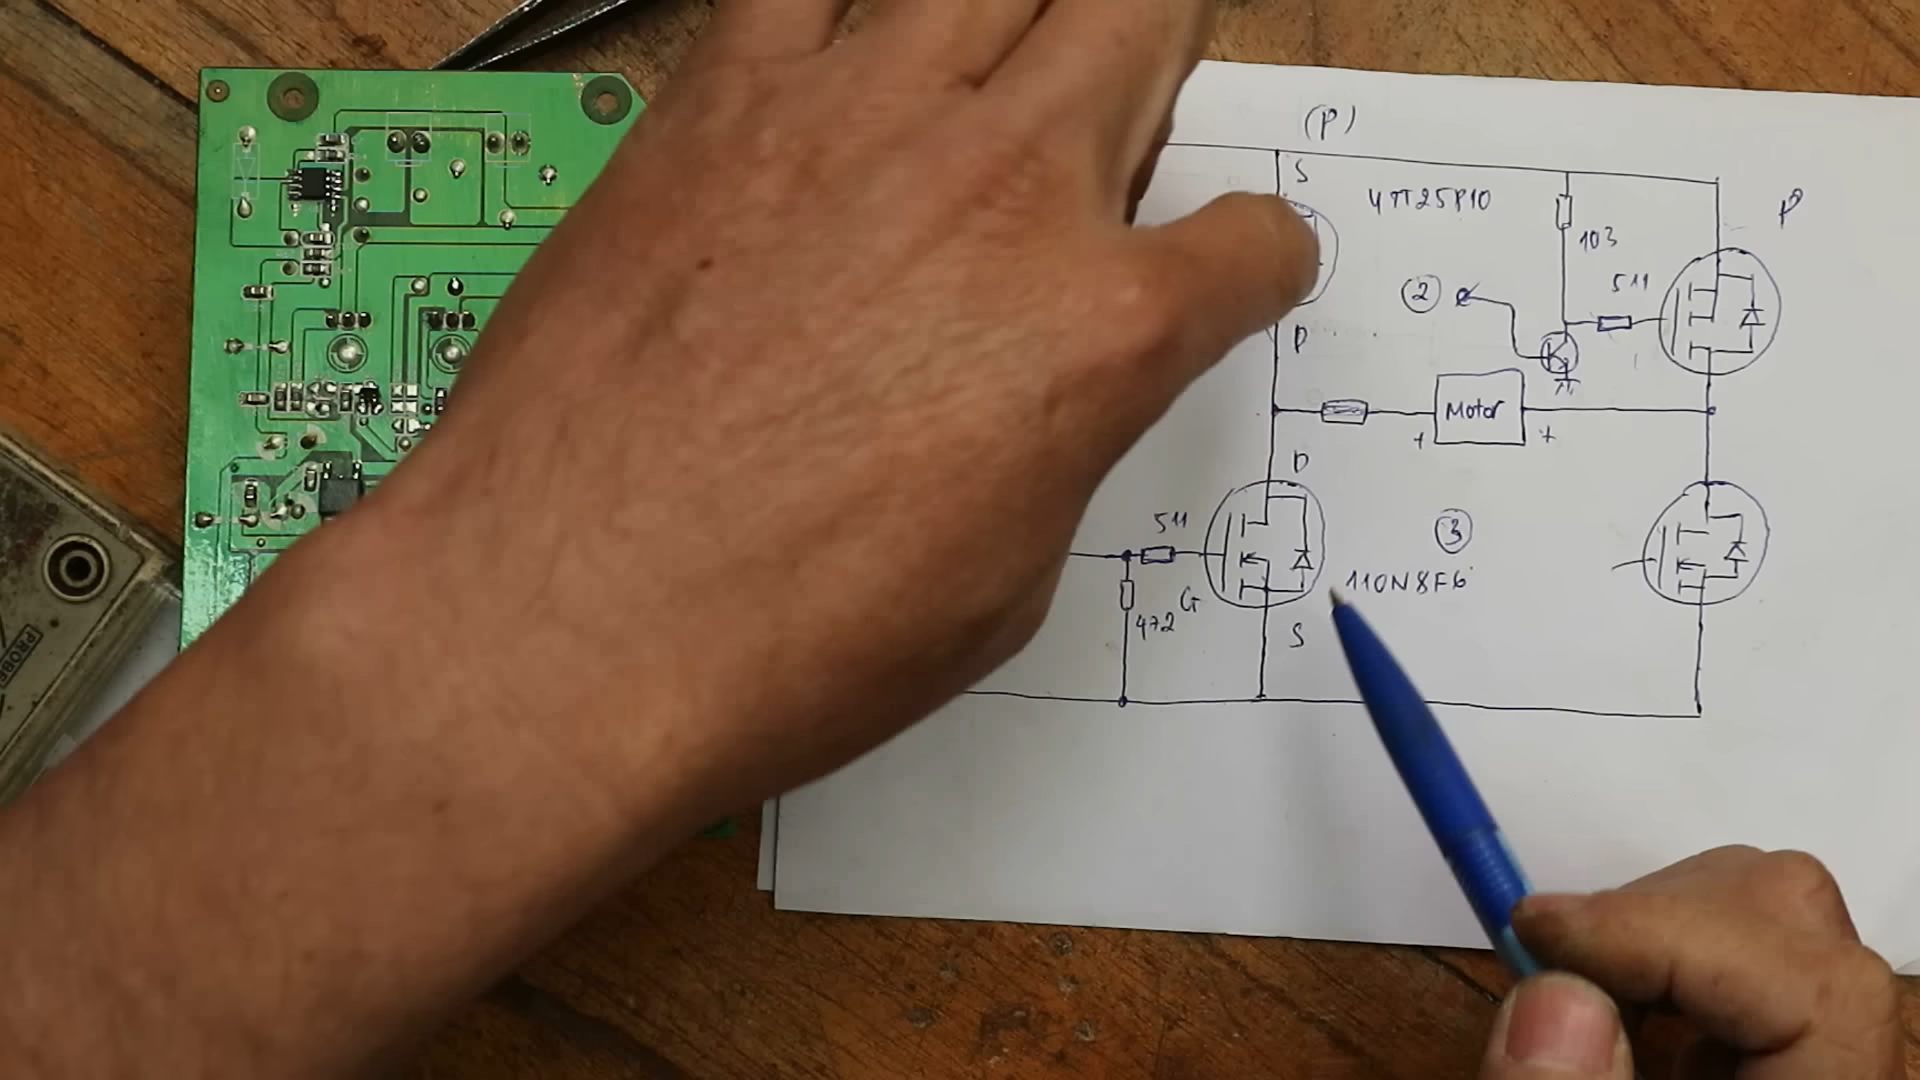 (P)
S
4TT25P10
P
103
511
2
D
Motor
+ +
D
511
3
110N8F6
G
472
S
PROBE